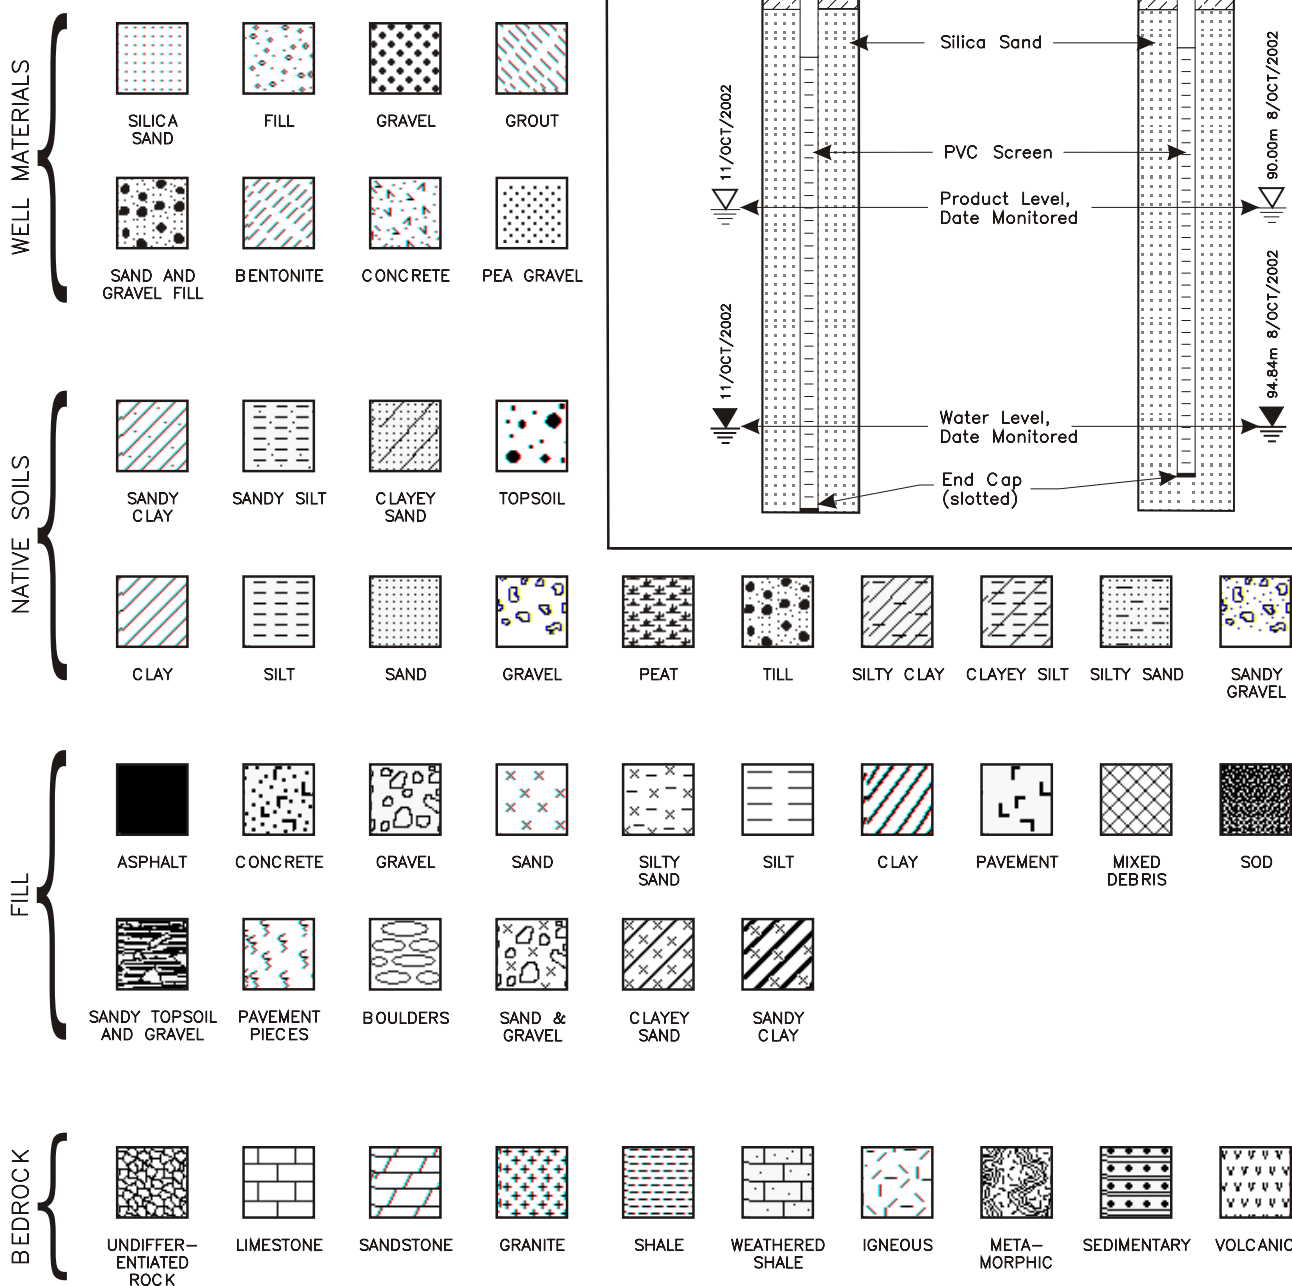 WELL MATERIALS
SILICA
SAND
FILL
GRAVEL
GROUT
SAND AND
GRAVEL FILL
BENTONITE
CONCRETE
PEA GRAVEL
Silica Sand
PVC Screen
Product Level,
Date Monitored
Water Level,
Date Monitored
End Cap
(slotted)
11/OCT/2002
11/OCT/2002
90.00m 8/OCT/2002
94.84m 8/OCT/2002
NATIVE SOILS
SANDY
CLAY
SANDY SILT
CLAYEY
SAND
TOPSOIL
CLAY
SILT
SAND
GRAVEL
PEAT
TILL
SILTY CLAY
CLAYEY SILT
SILTY SAND
SANDY
GRAVEL
FILL
ASPHALT
CONCRETE
GRAVEL
SAND
SILTY
SAND
SILT
CLAY
PAVEMENT
MIXED
DEBRIS
SOD
SANDY TOPSOIL
AND GRAVEL
PAVEMENT
PIECES
BOULDERS
SAND &
GRAVEL
CLAYEY
SAND
SANDY
CLAY
BEDROCK
UNDIFFER-
ENTIATED
ROCK
LIMESTONE
SANDSTONE
GRANITE
SHALE
WEATHERED
SHALE
IGNEOUS
META-
MORPHIC
SEDIMENTARY
VOLCANIC